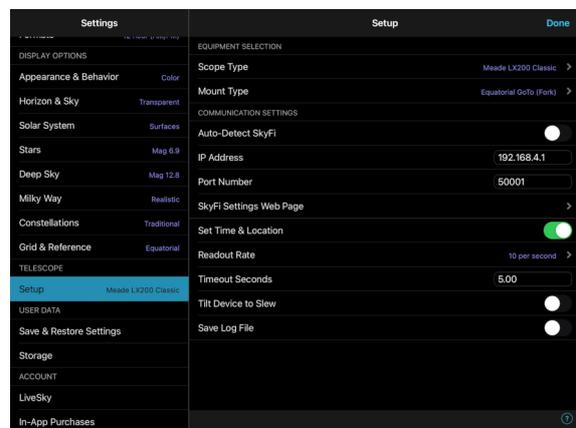 Settings
DISPLAY OPTIONS
Appearance & Behavior Color
Horizon & Sky Transparent
Solar System Surfaces
Stars Mag 6.9
Deep Sky Mag 12.8
Milky Way Realistic
Constellations Traditional
Grid & Reference Equatorial
TELESCOPE
Setup Meade LX200 Classic
USER DATA
Save & Restore Settings
Storage
ACCOUNT
LiveSky
In-App Purchases
Setup Done
EQUIPMENT SELECTION
Scope Type Meade LX200 Classic >
Mount Type Equatorial GoTo (Fork) >
COMMUNICATION SETTINGS
Auto-Detect SkyFi
IP Address 192.168.4.1
Port Number 50001
SkyFi Settings Web Page >
Set Time & Location
Readout Rate 10 per second >
Timeout Seconds 5.00
Tilt Device to Slew
Save Log File
?